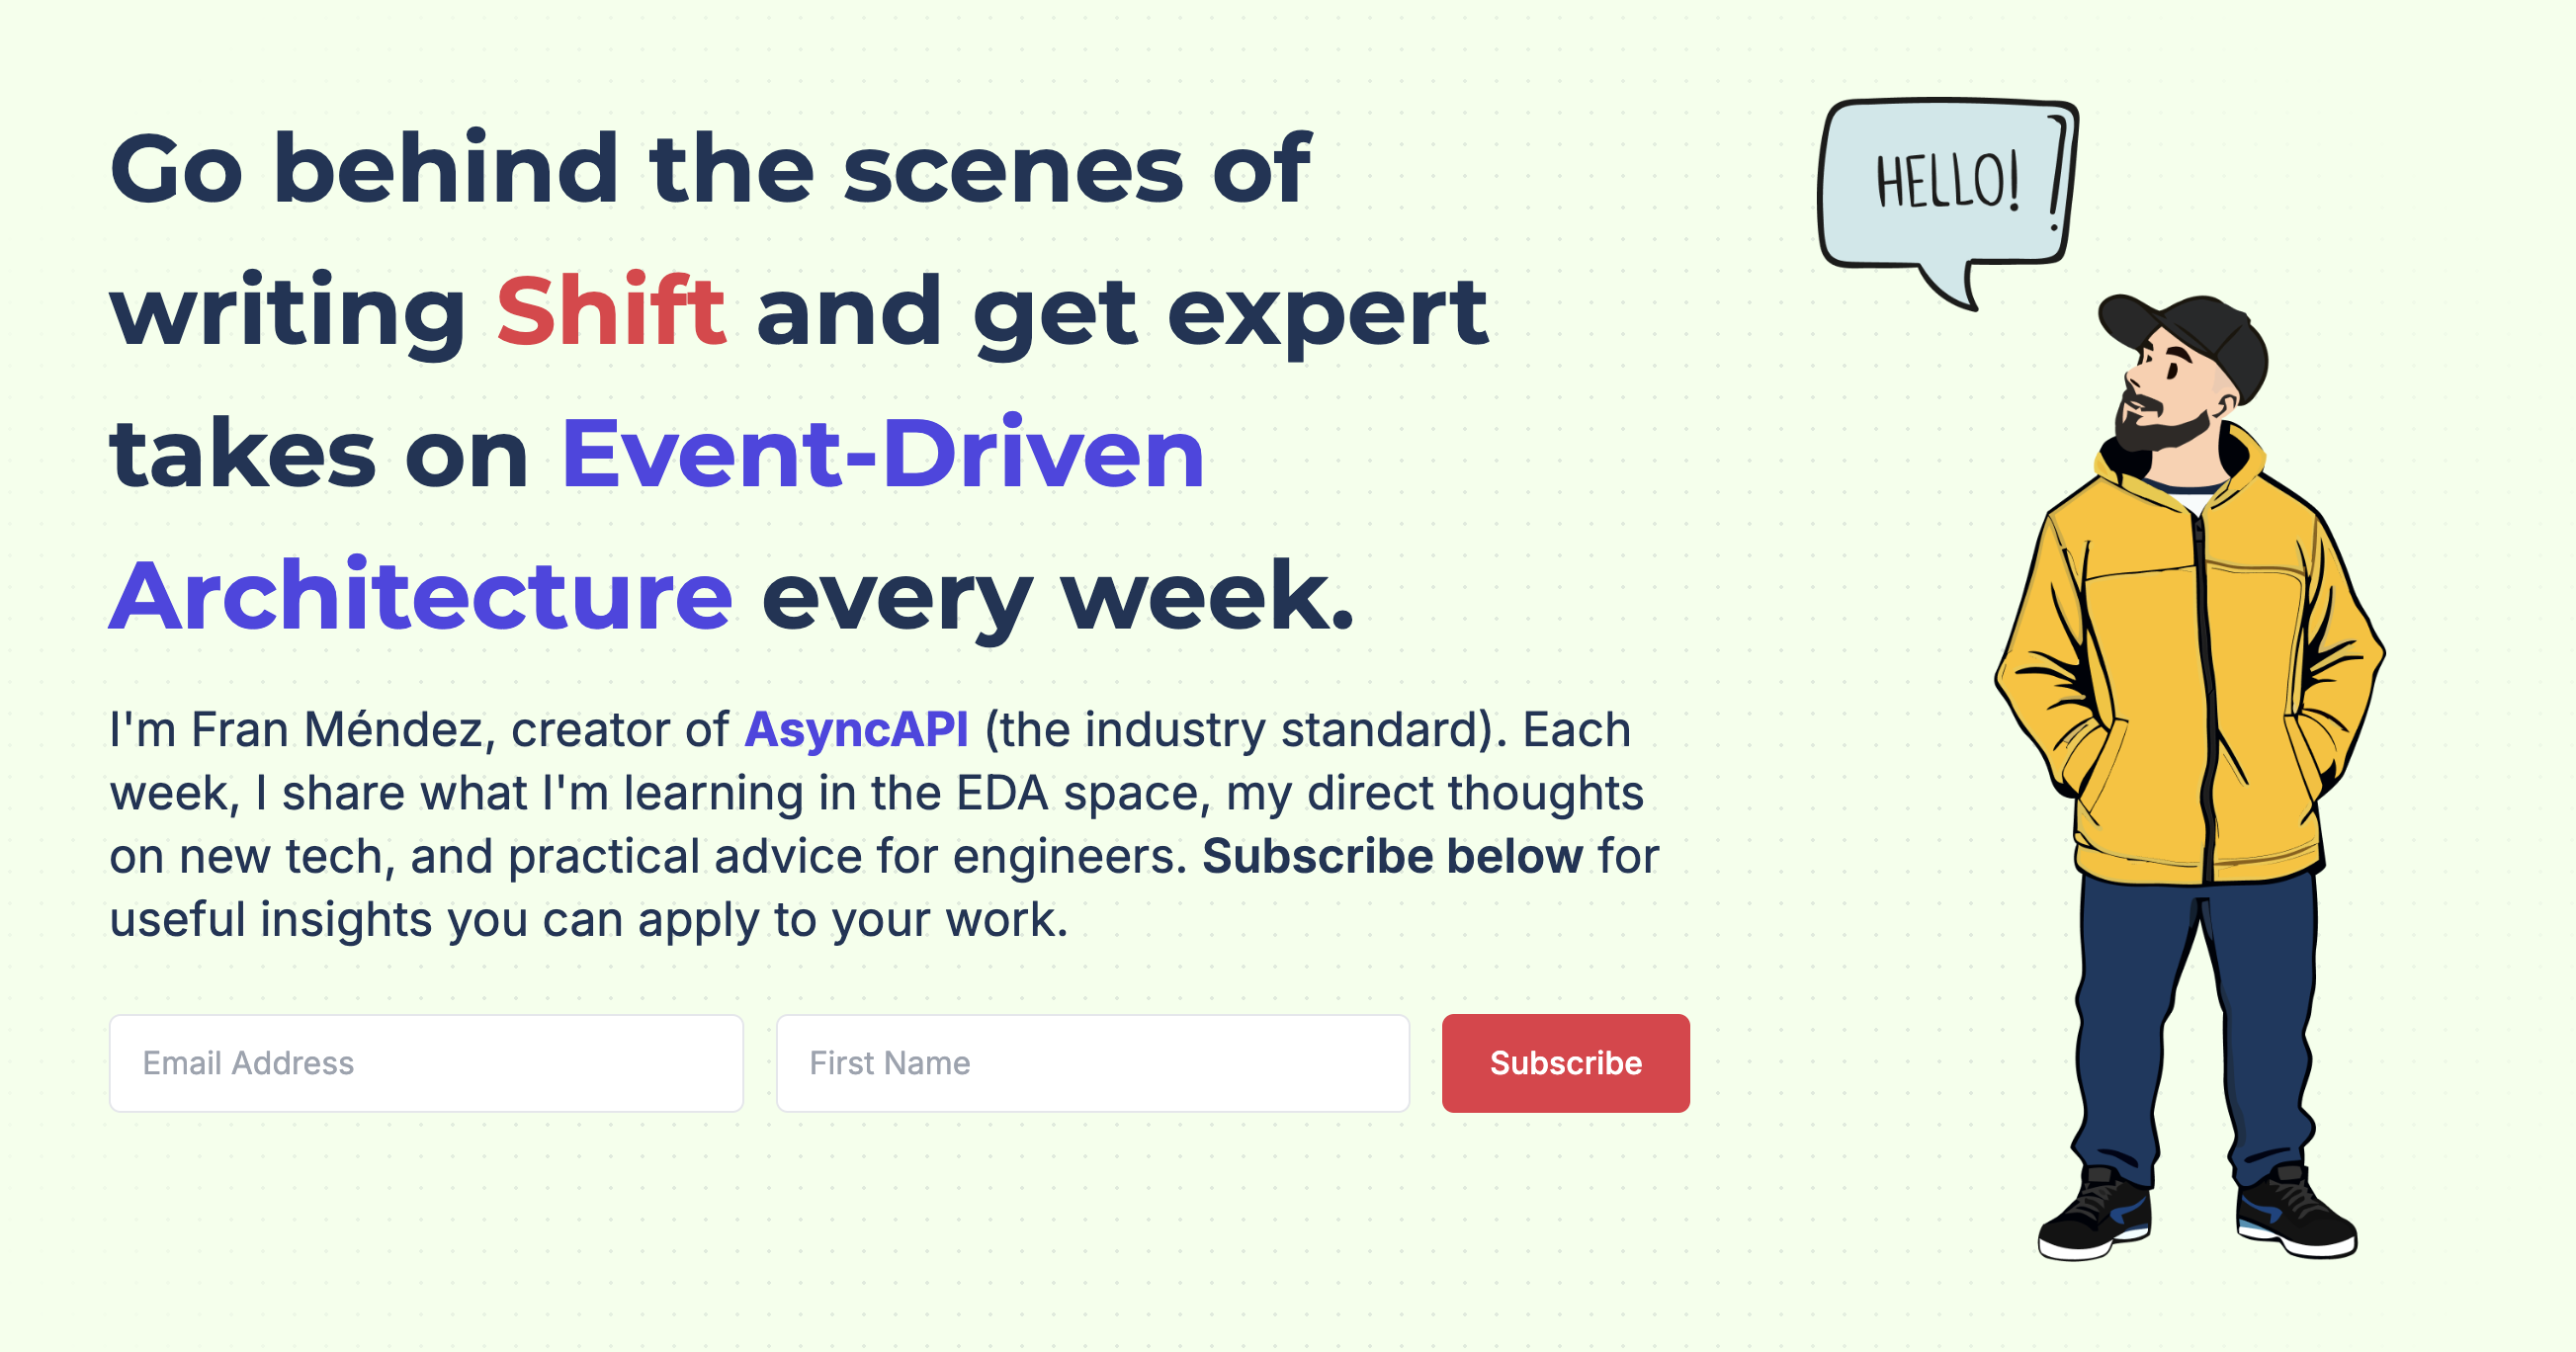 Go behind the scenes of
writing Shift and get expert
takes on Event-Driven
Architecture every week.
I'm Fran Méndez, creator of AsyncAPI (the industry standard). Each
week, I share what I'm learning in the EDA space, my direct thoughts
on new tech, and practical advice for engineers. Subscribe below for
useful insights you can apply to your work.
Email Address
First Name
Subscribe
HELLO!